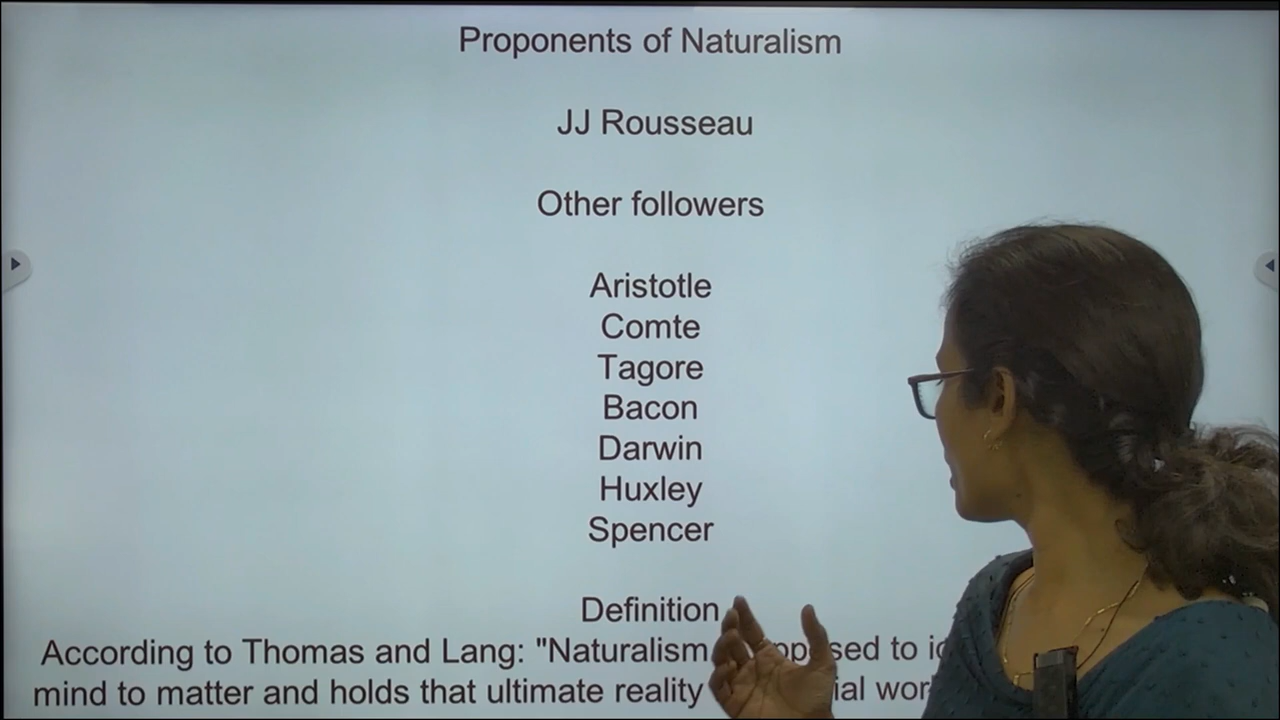 Proponents of Naturalism
JJ Rousseau
Other followers
Aristotle
Comte
Tagore
Bacon
Darwin
Huxley
Spencer
Definition
According to Thomas and Lang: "Naturalism to
mind to matter and holds that ultimate reality